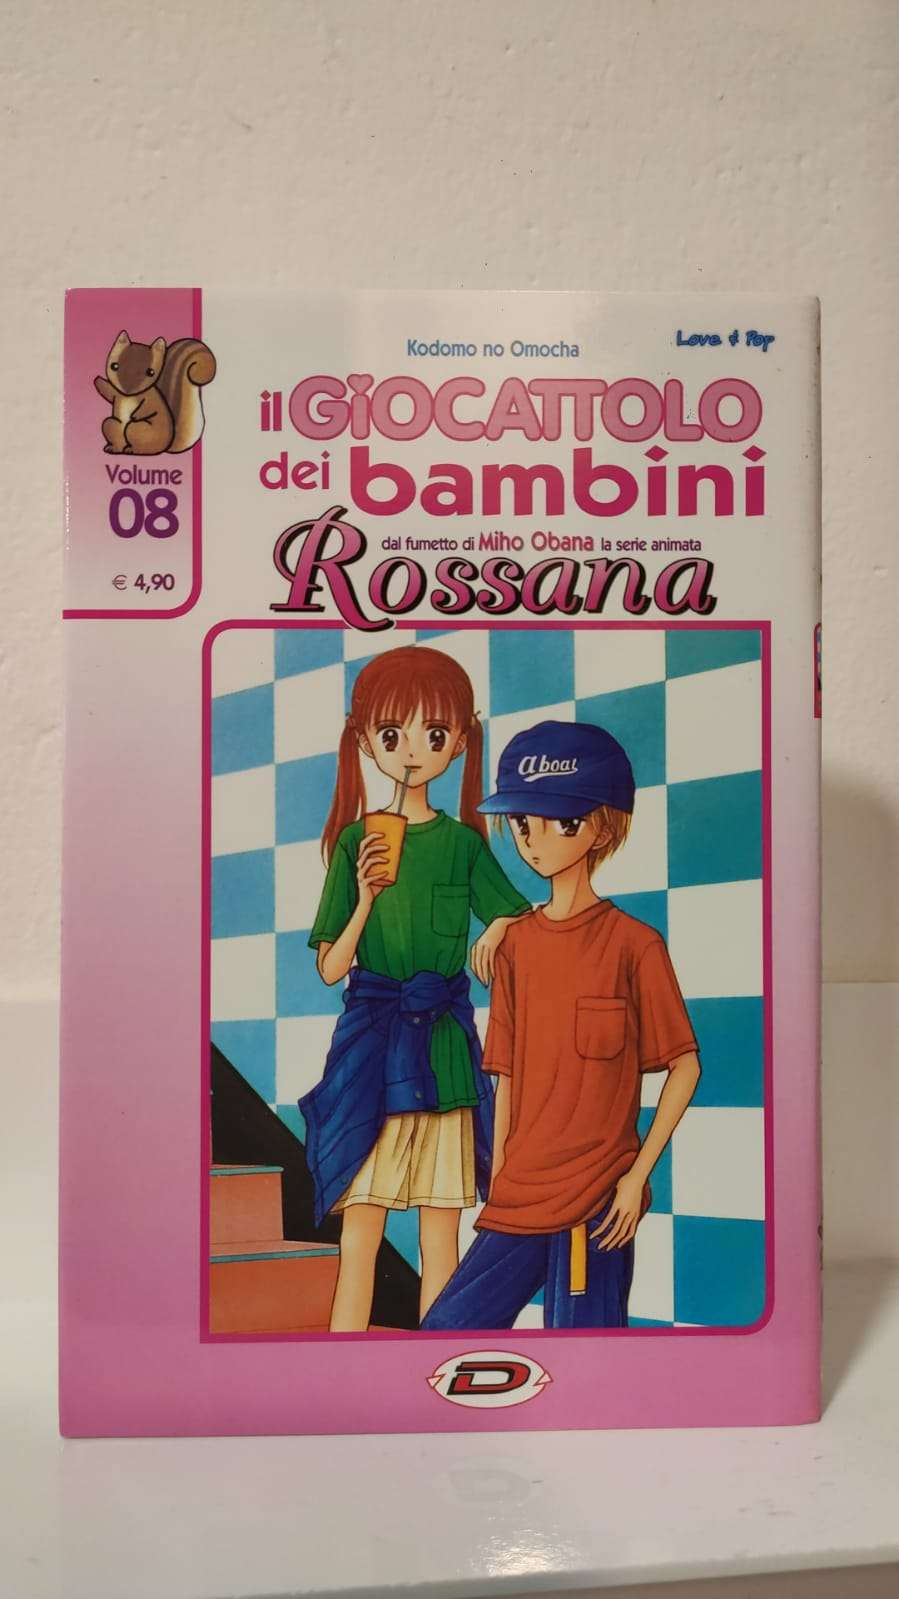 Kodomo no Omocha
Love & Pop
il GiOCATTOLO
dei bambini
Volume
08
€ 4,90
dal fumetto di Miho Obana la serie animata
Rossana
a boat
D